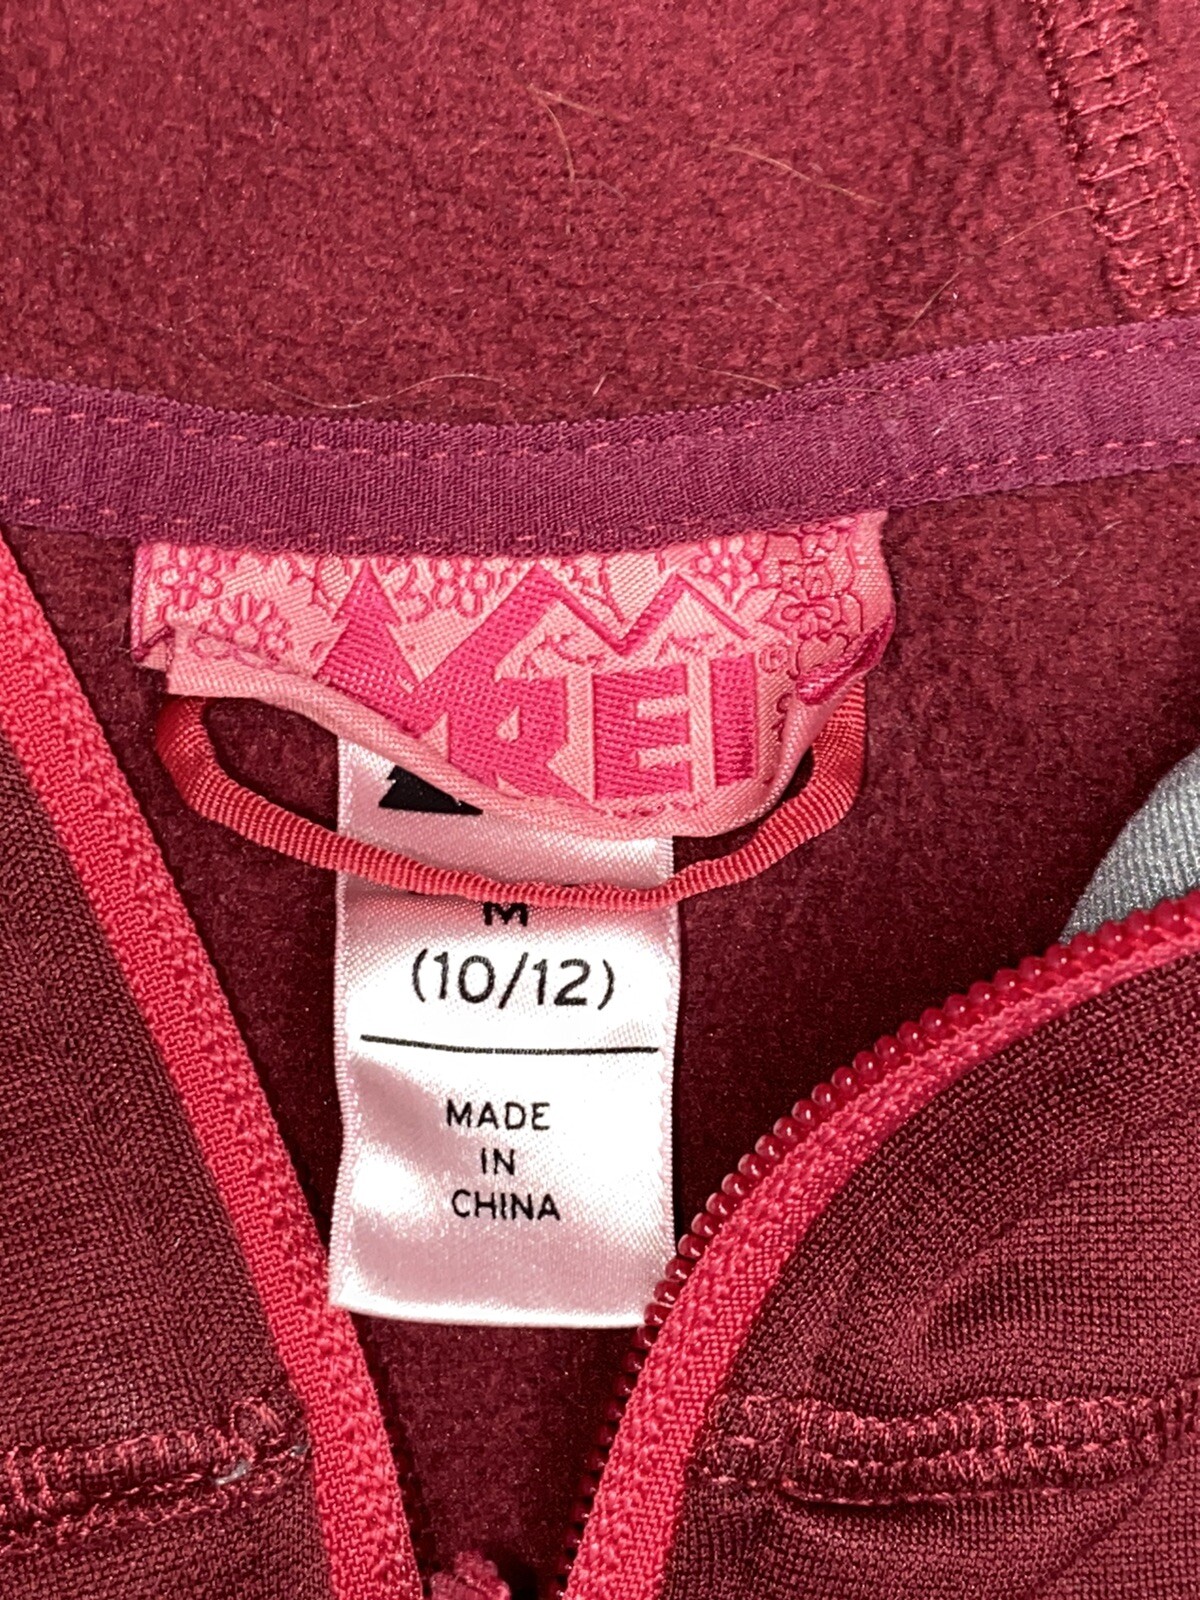 REI®
M
(10/12)
MADE
IN
CHINA